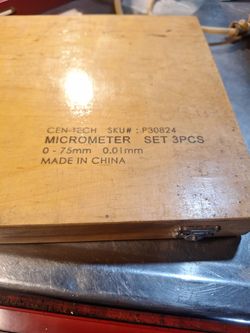 CEN-TECH SKU# : P30824
MICROMETER SET 3PCS
0 - 75mm 0.01mm
MADE IN CHINA